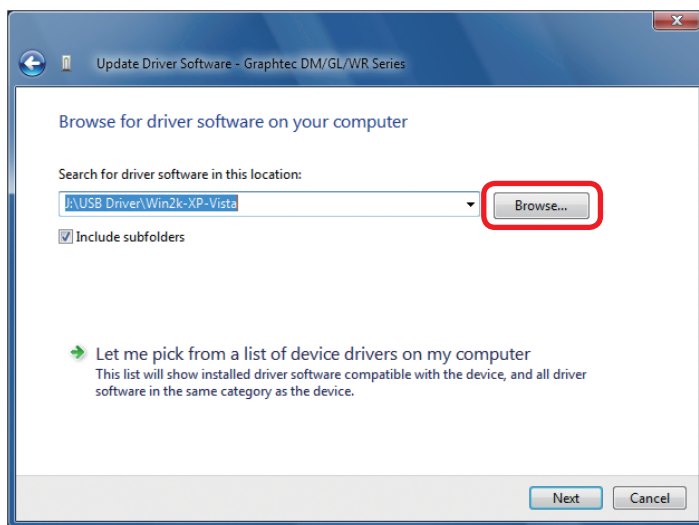 Update Driver Software - Graphtec DM/GL/WR Series
Browse for driver software on your computer
Search for driver software in this location:
J:\USB Driver\Win2k-XP-Vista
Browse...
Include subfolders
Let me pick from a list of device drivers on my computer
This list will show installed driver software compatible with the device, and all driver
software in the same category as the device.
Next
Cancel